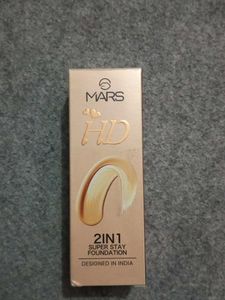 MARS
HD
2IN1
SUPER STAY
FOUNDATION
DESIGNED IN INDIA